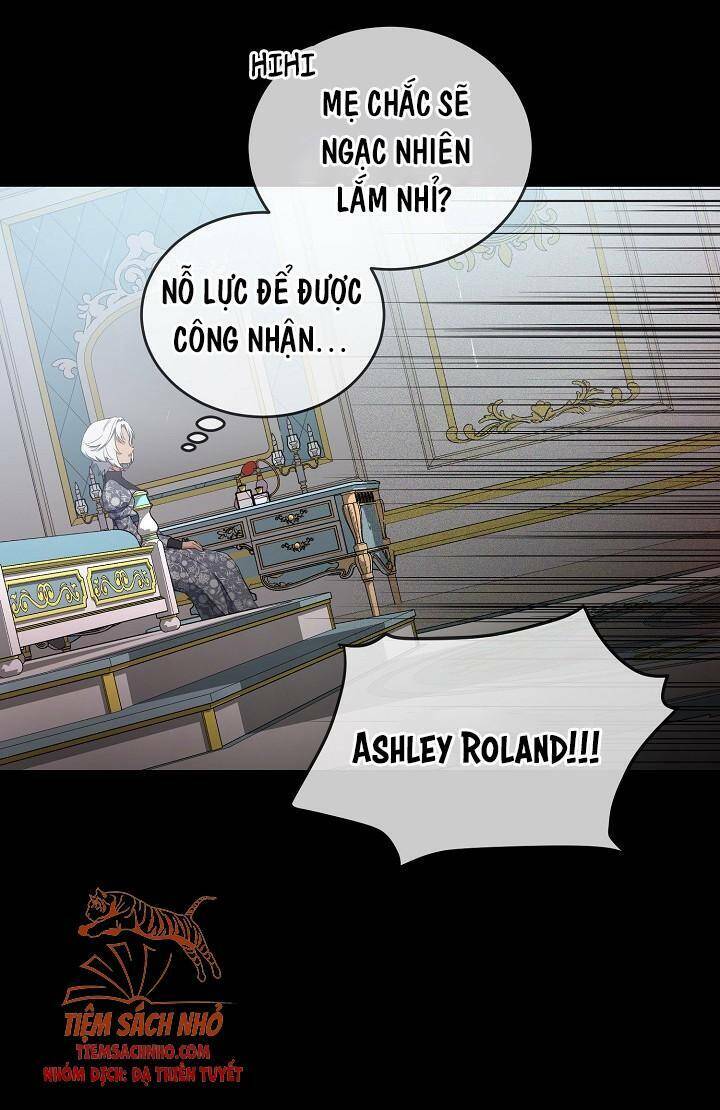 HIHI
MẸ CHẮC SẼ
NGẠC NHIÊN
LẮM NHỈ?
NỖ LỰC ĐỂ ĐƯỢC
CÔNG NHẬN...
ASHLEY ROLAND!!!
TIỆM SÁCH NHỎ
TIEMSACHNHO.COM
NHÓM DỊCH: DẠ THIÊN TUYẾT